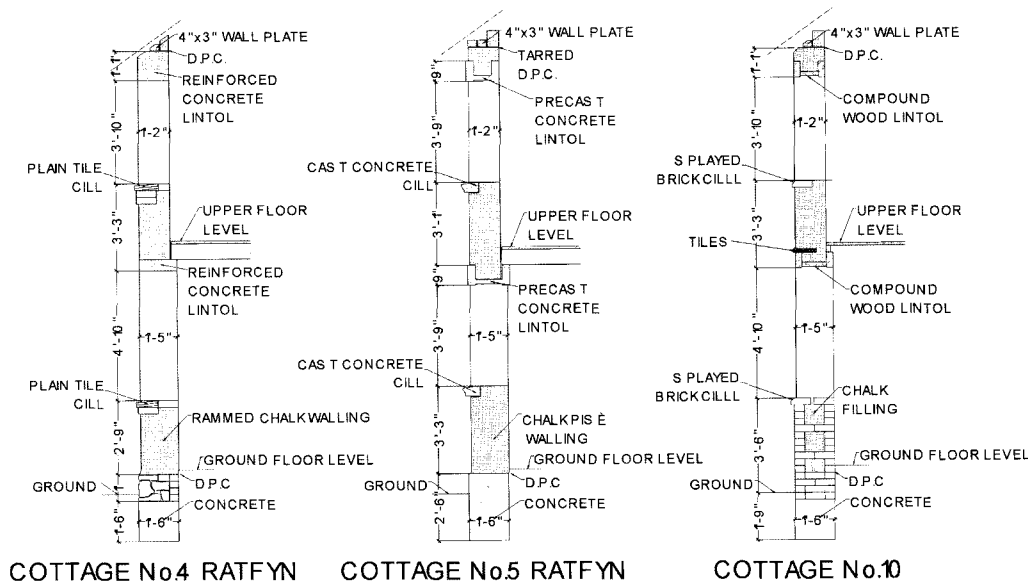 4"x3" WALL PLATE
D.P.C.
REINFORCED
CONCRETE
LINTOL
1'-1"
3'-10"
1'-2"
PLAIN TILE
CILL
3'-3"
UPPER FLOOR
LEVEL
REINFORCED
CONCRETE
LINTOL
4'-10"
1'-5"
PLAIN TILE
CILL
RAMMED CHALK WALLING
2'-9"
GROUND FLOOR LEVEL
D.P.C
GROUND
1'
CONCRETE
1'-6"
1'-6"
COTTAGE No.4 RATFYN
4"x3" WALL PLATE
TARRED
D.P.C.
9"
PRECAST
CONCRETE
LINTOL
3'-9"
1'-2"
CAST CONCRETE
CILL
3'-1"
UPPER FLOOR
LEVEL
9"
PRECAST
CONCRETE
LINTOL
3'-9"
1'-5"
CAST CONCRETE
CILL
CHALK PISÈ
WALLING
3'-3"
GROUND FLOOR LEVEL
D.P.C
GROUND
CONCRETE
2'-6"
1'-6"
COTTAGE No.5 RATFYN
4"x3" WALL PLATE
D.P.C.
1'-1"
COMPOUND
WOOD LINTOL
3'-10"
1'-2"
SPLAYED
BRICK CILLL
3'-3"
UPPER FLOOR
LEVEL
TILES
COMPOUND
WOOD LINTOL
4'-10"
1'-5"
SPLAYED
BRICK CILLL
CHALK
FILLING
3'-6"
GROUND FLOOR LEVEL
D.P.C
GROUND
CONCRETE
1'-9"
1'-6"
COTTAGE No.10